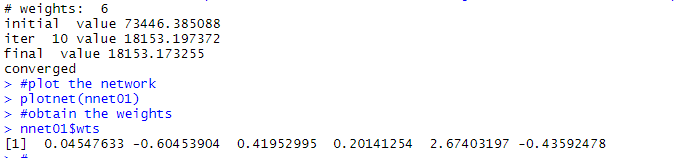 # weights:  6
initial  value 73446.385088
iter  10 value 18153.197372
final  value 18153.173255
converged
> #plot the network
> plotnet(nnet01)
> #obtain the weights
> nnet01$wts
[1]  0.04547633 -0.60453904  0.41952995  0.20141254  2.67403197 -0.43592478
> #